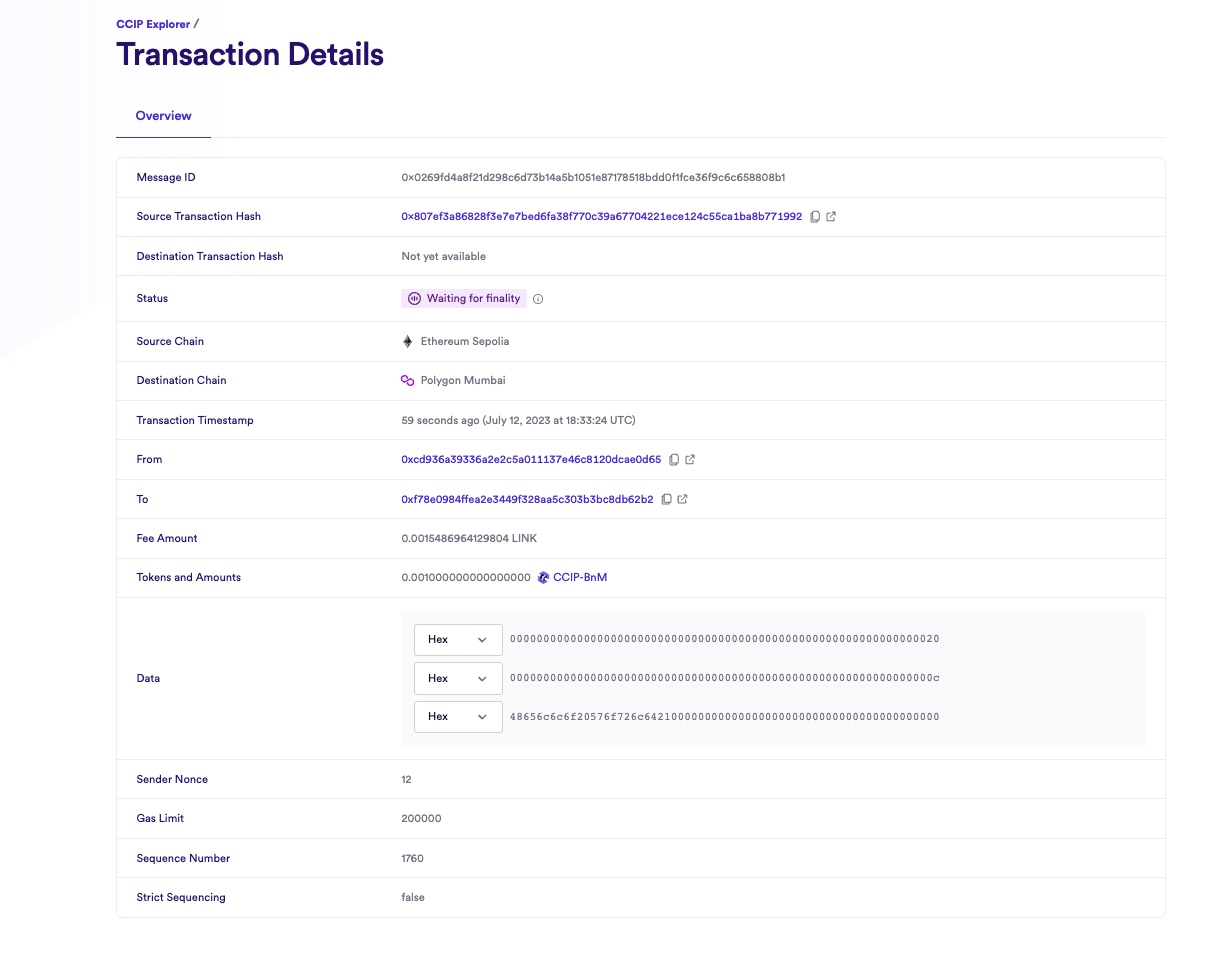 CCIP Explorer /
Transaction Details
Overview
Message ID 0x0269fd4a8f21d298c6d73b14a5b1051e87178518bdd0f1fce36f9c6c658808b1
Source Transaction Hash 0x807ef3a86828f3e7e7bed6fa38f770c39a67704221ece124c55ca1ba8b771992
Destination Transaction Hash Not yet available
Status Waiting for finality
Source Chain Ethereum Sepolia
Destination Chain Polygon Mumbai
Transaction Timestamp 59 seconds ago (July 12, 2023 at 18:33:24 UTC)
From 0xcd936a39336a2e2c5a011137e46c8120dcae0d65
To 0xf78e0984ffea2e3449f328aa5c303b3bc8db62b2
Fee Amount 0.0015486964129804 LINK
Tokens and Amounts 0.001000000000000000 CCIP-BnM
Data
Hex 0000000000000000000000000000000000000000000000000000000000000020
Hex 000000000000000000000000000000000000000000000000000000000000000c
Hex 48656c6c6f20576f726c64210000000000000000000000000000000000000000
Sender Nonce 12
Gas Limit 200000
Sequence Number 1760
Strict Sequencing false